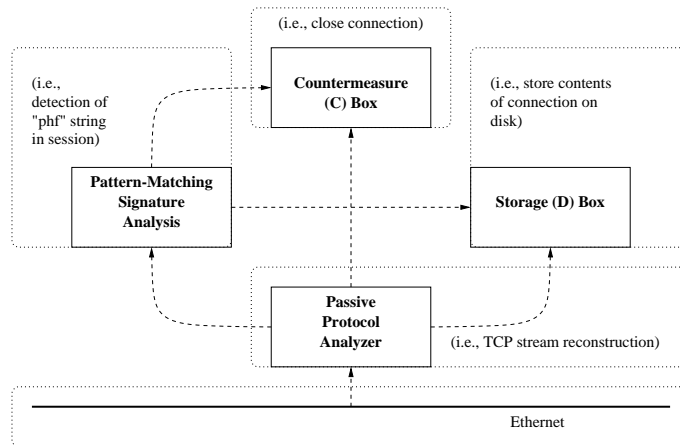 (i.e., close connection)
Countermeasure
(C) Box
(i.e.,
detection of
"phf" string
in session)
(i.e., store contents
of connection on
disk)
Pattern-Matching
Signature
Analysis
Storage (D) Box
Passive
Protocol
Analyzer
(i.e., TCP stream reconstruction)
Ethernet